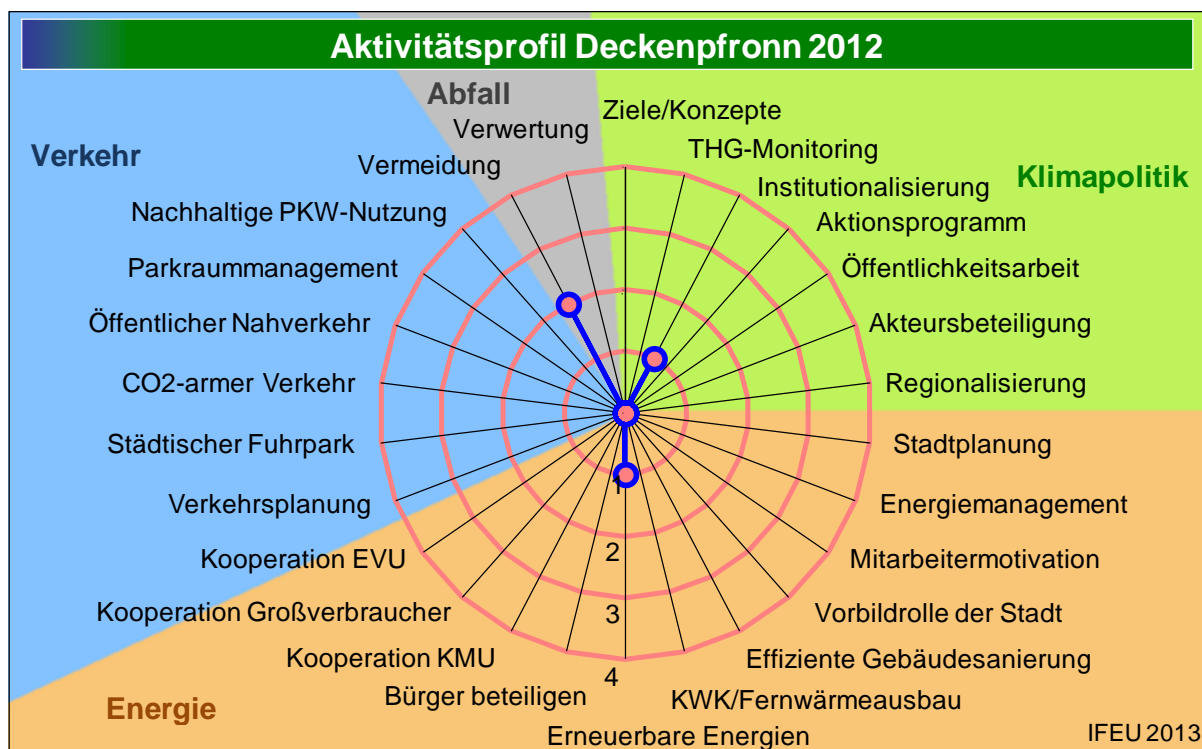 Aktivitätsprofil Deckenpfronn 2012
Abfall
Verkehr
Klimapolitik
Energie
Ziele/Konzepte
THG-Monitoring
Institutionalisierung
Aktionsprogramm
Öffentlichkeitsarbeit
Akteursbeteiligung
Regionalisierung
Stadtplanung
Energiemanagement
Mitarbeitermotivation
Vorbildrolle der Stadt
Effiziente Gebäudesanierung
KWK/Fernwärmeausbau
Erneuerbare Energien
Bürger beteiligen
Kooperation KMU
Kooperation Großverbraucher
Kooperation EVU
Verkehrsplanung
Städtischer Fuhrpark
CO2-armer Verkehr
Öffentlicher Nahverkehr
Parkraummanagement
Nachhaltige PKW-Nutzung
Vermeidung
Verwertung
1
2
3
4
IFEU 2013